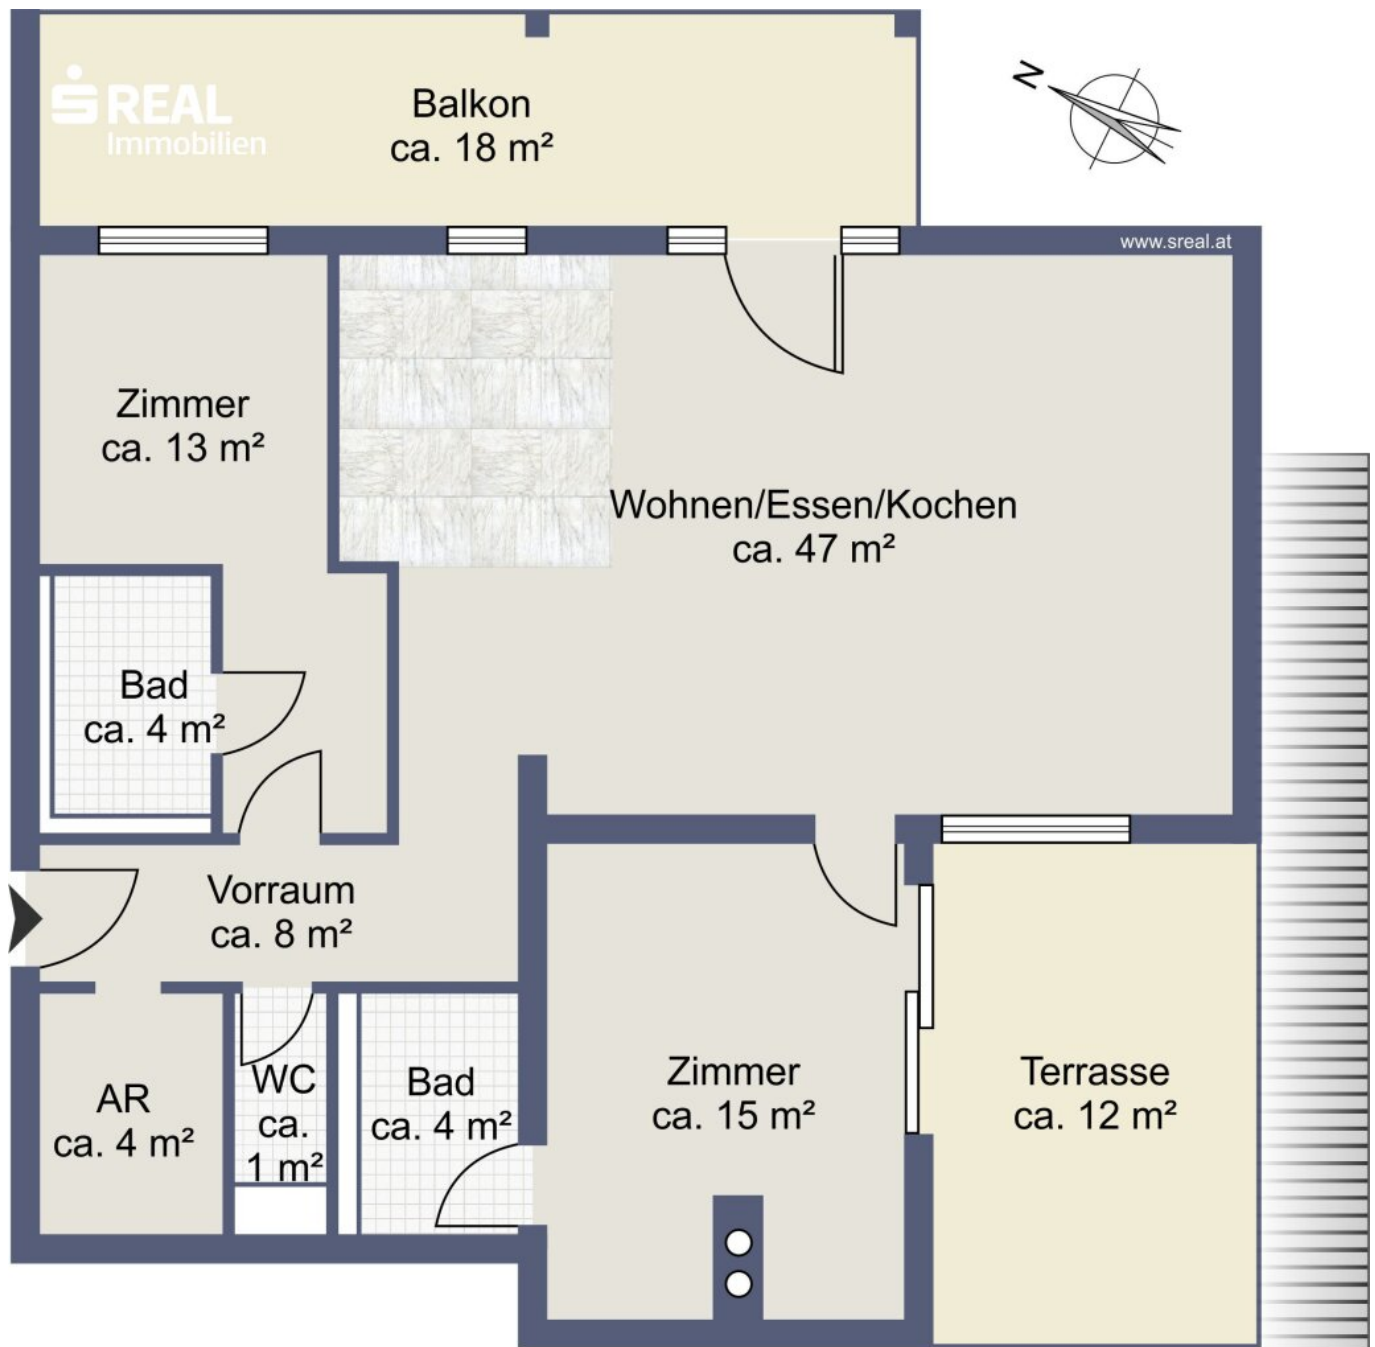 S REAL
Immobilien
Balkon
ca. 18 m²
N
www.sreal.at
Zimmer
ca. 13 m²
Wohnen/Essen/Kochen
ca. 47 m²
Bad
ca. 4 m²
Vorraum
ca. 8 m²
AR
ca. 4 m²
WC
ca.
1 m²
Bad
ca. 4 m²
Zimmer
ca. 15 m²
Terrasse
ca. 12 m²